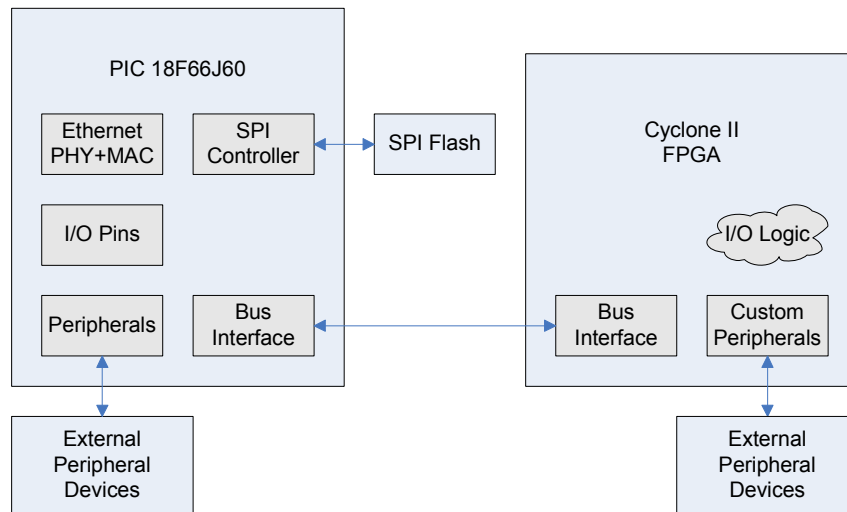 PIC 18F66J60
Ethernet
PHY+MAC
SPI
Controller
SPI Flash
I/O Pins
Peripherals
Bus
Interface
External
Peripheral
Devices
Cyclone II
FPGA
I/O Logic
Bus
Interface
Custom
Peripherals
External
Peripheral
Devices